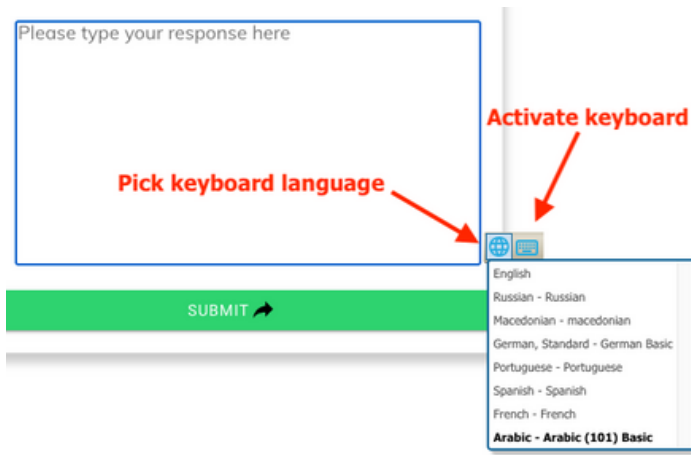 Please type your response here
Activate keyboard
Pick keyboard language
English
Russian - Russian
SUBMIT
Macedonian - macedonian
German, Standard - German Basic
Portuguese - Portuguese
Spanish - Spanish
French - French
Arabic - Arabic (101) Basic